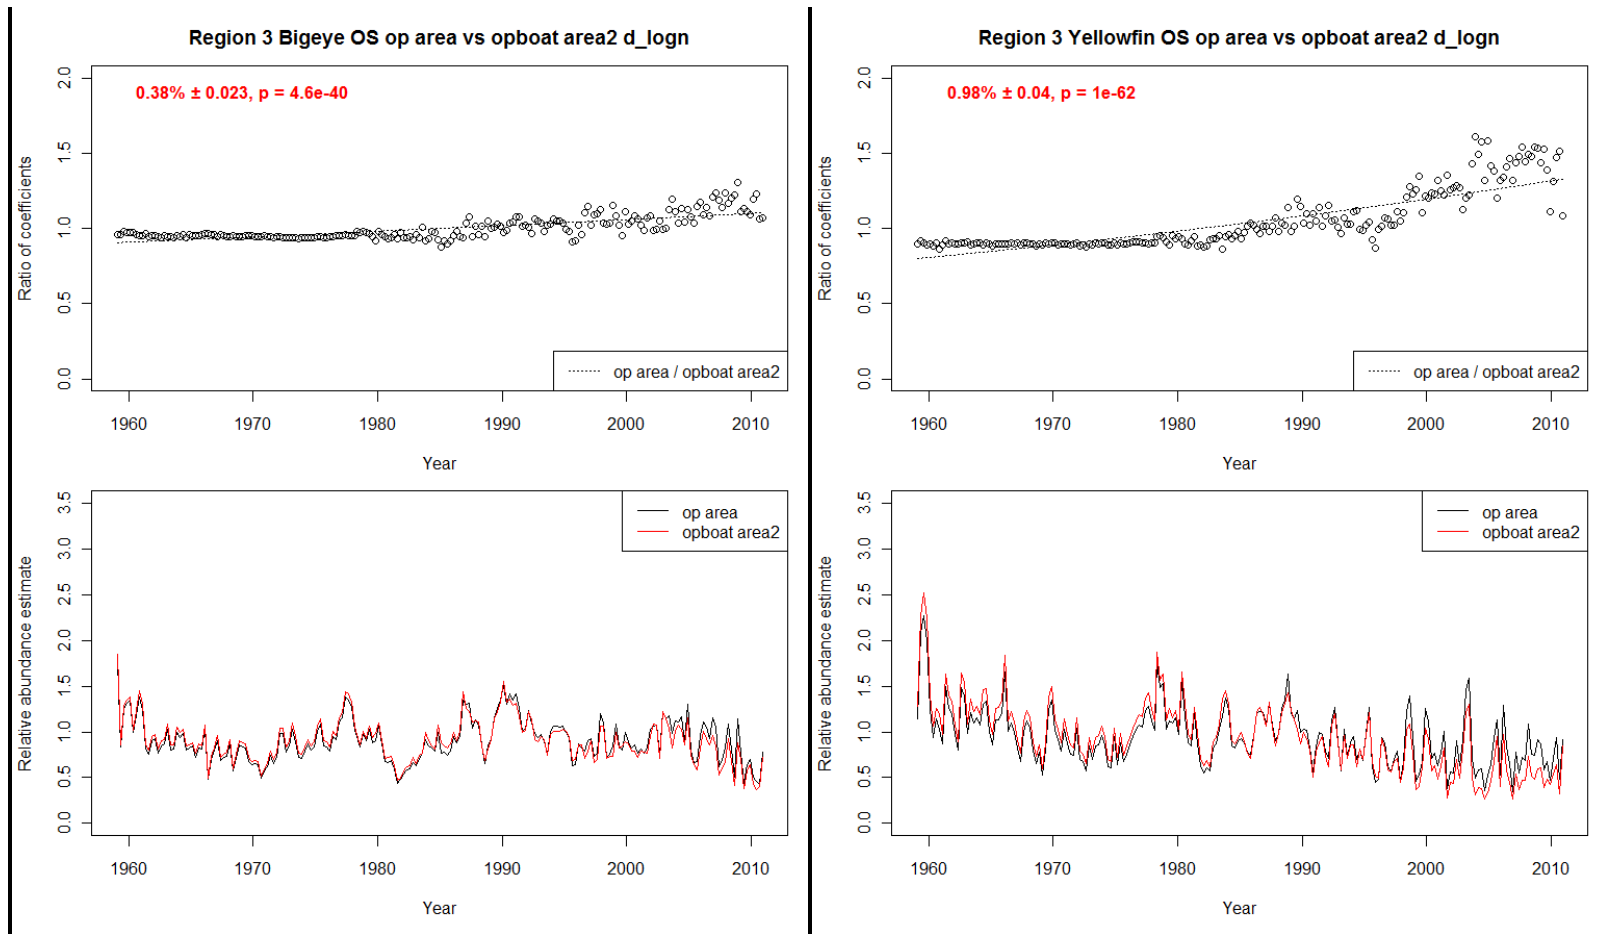 Region 3 Bigeye OS op area vs opboat area2 d_logn
0.38% ± 0.023, p = 4.6e-40
Ratio of coefficients
2.0
1.5
1.0
0.5
0.0
op area / opboat area2
1960 1970 1980 1990 2000 2010
Year
Relative abundance estimate
3.5
3.0
2.5
2.0
1.5
1.0
0.5
0.0
op area
opboat area2
1960 1970 1980 1990 2000 2010
Year
Region 3 Yellowfin OS op area vs opboat area2 d_logn
0.98% ± 0.04, p = 1e-62
Ratio of coefficients
2.0
1.5
1.0
0.5
0.0
op area / opboat area2
1960 1970 1980 1990 2000 2010
Year
Relative abundance estimate
3.5
3.0
2.5
2.0
1.5
1.0
0.5
0.0
op area
opboat area2
1960 1970 1980 1990 2000 2010
Year